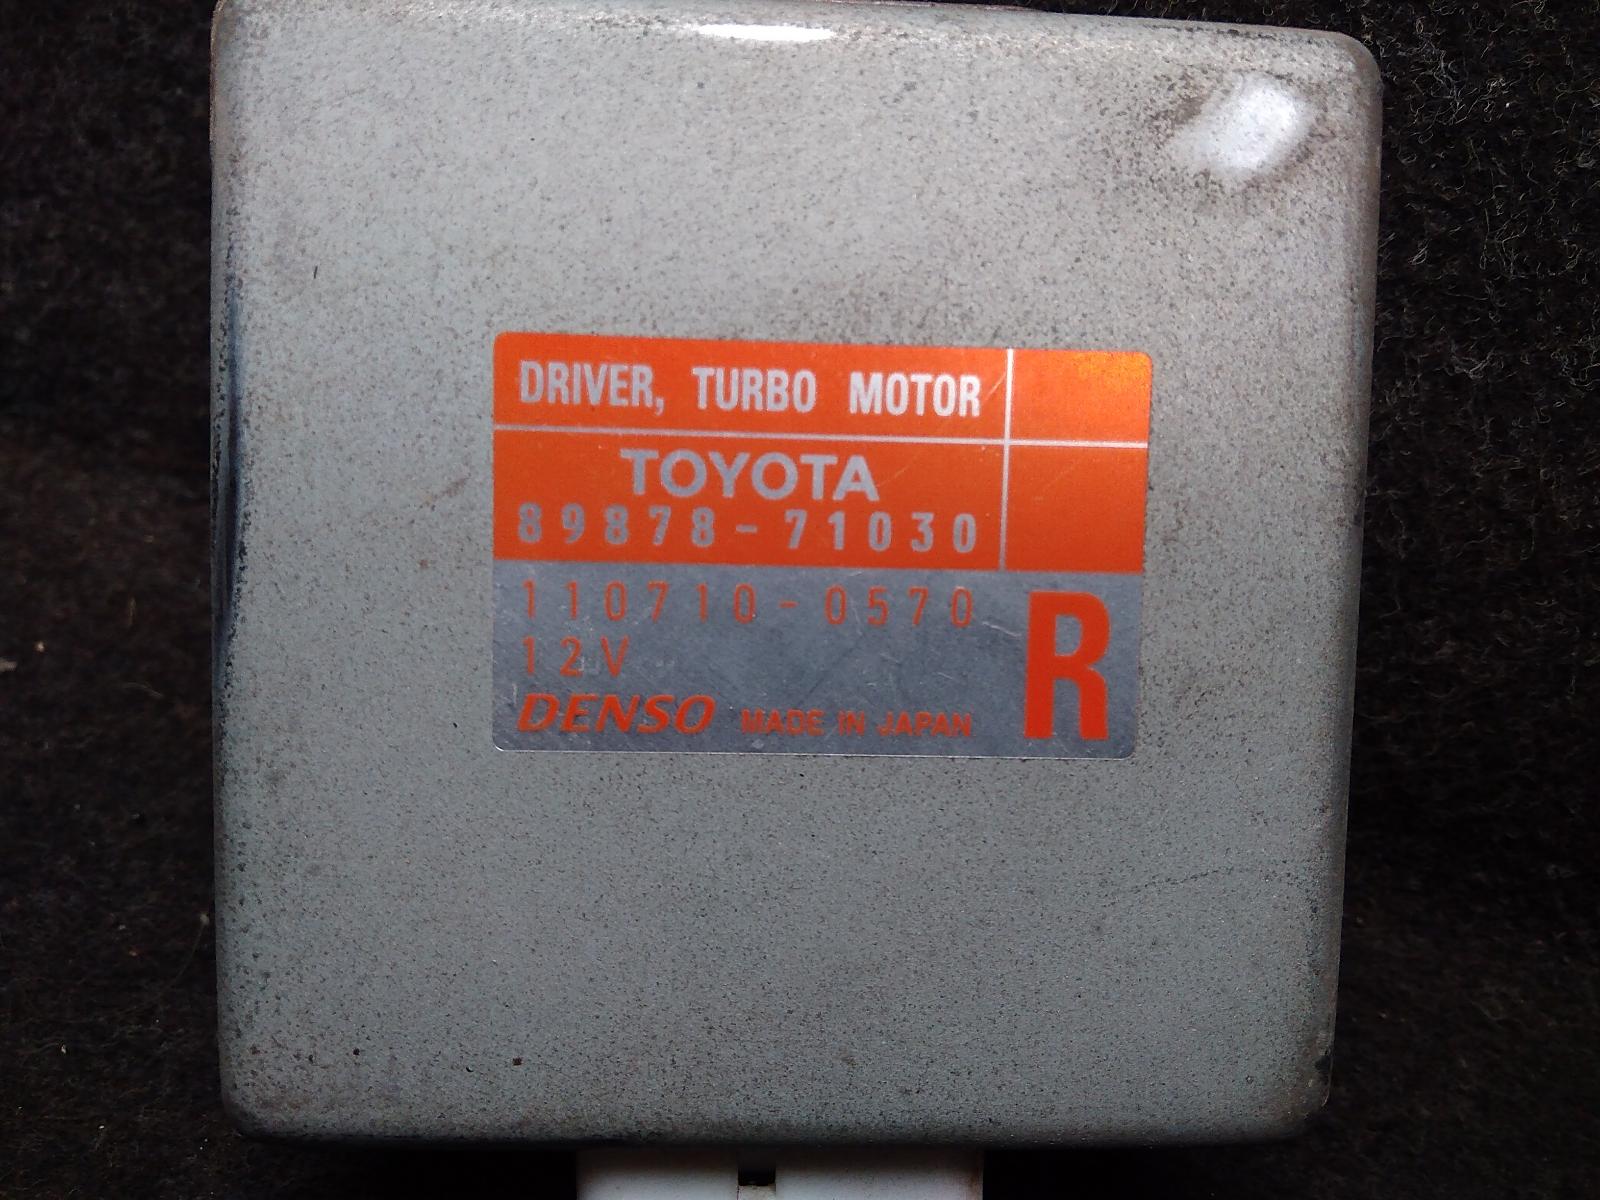 DRIVER, TURBO MOTOR
TOYOTA
89878-71030
110710-0570
12V
DENSO MADE IN JAPAN
R